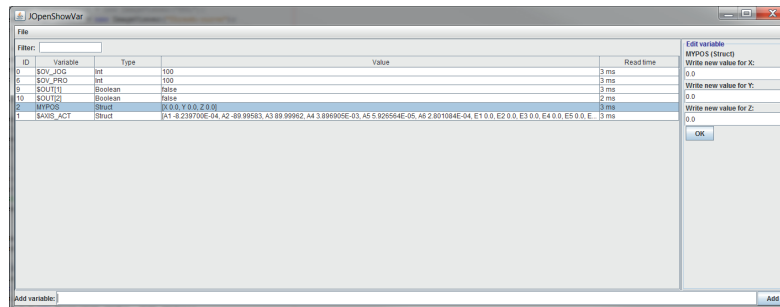 JOpenShowVar
File
Filter:
ID Variable Type Value Read time
0 $OV_JOG Int 100 3 ms
6 $OV_PRO Int 100 3 ms
9 $OUT[1] Boolean false 3 ms
10 $OUT[2] Boolean false 2 ms
2 MYPOS Struct [X 0.0, Y 0.0, Z 0.0] 3 ms
1 $AXIS_ACT Struct [A1 -8.239700E-04, A2 -89.99583, A3 89.99962, A4 3.896905E-03, A5 5.926564E-05, A6 2.801084E-04, E1 0.0, E2 0.0, E3 0.0, E4 0.0, E5 0.0, E... 3 ms
Edit variable
MYPOS (Struct)
Write new value for X:
0.0
Write new value for Y:
0.0
Write new value for Z:
0.0
OK
Add variable:
Add